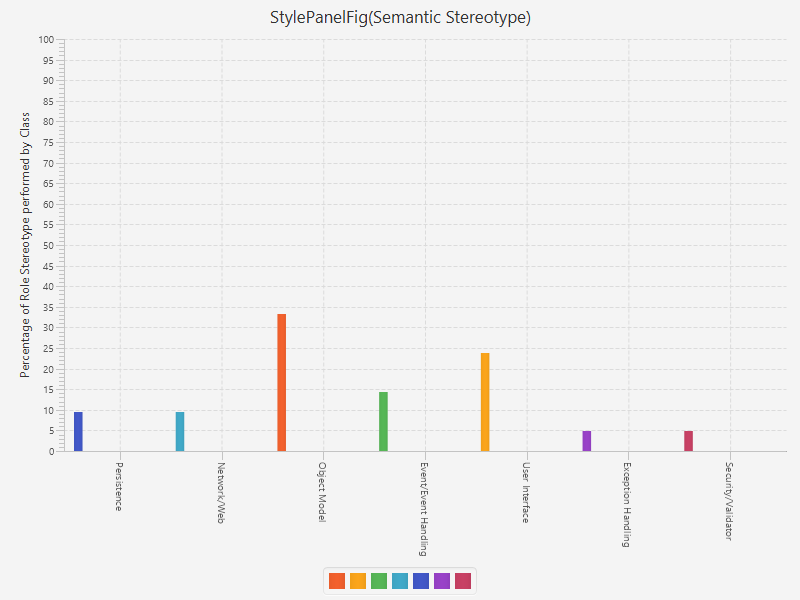 StylePanelFig(Semantic Stereotype)
Percentage of Role Stereotype performed by Class
100
95
90
85
80
75
70
65
60
55
50
45
40
35
30
25
20
15
10
5
0
Persistence
Network/Web
Object Model
Event/Event Handling
User Interface
Exception Handling
Security/Validator